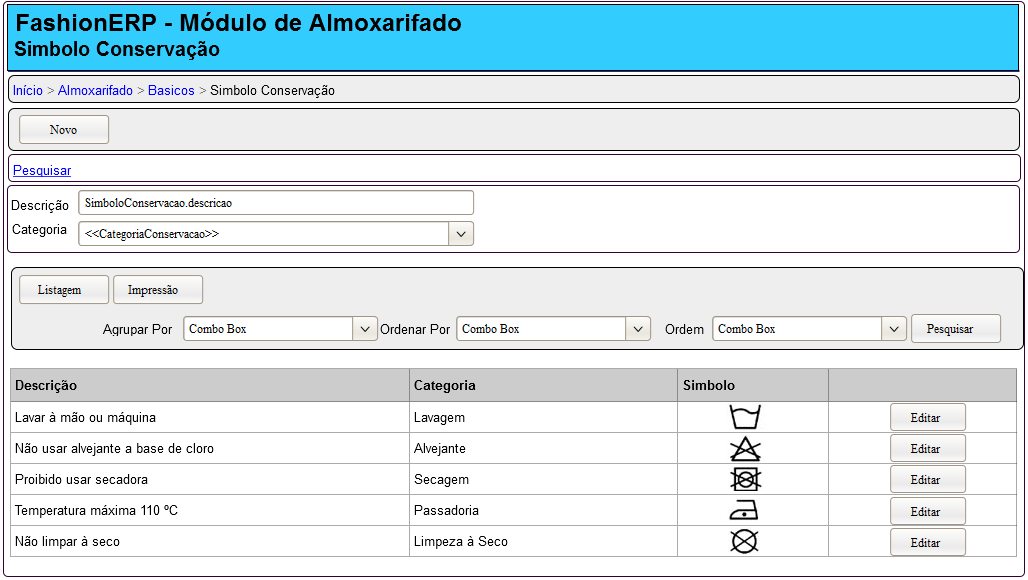 FashionERP - Módulo de Almoxarifado
Simbolo Conservação
Início > Almoxarifado > Basicos > Simbolo Conservação
Novo
Pesquisar
Descrição SimboloConservacao.descricao
Categoria <<CategoriaConservacao>>
Listagem Impressão
Agrupar Por Combo Box Ordenar Por Combo Box Ordem Combo Box Pesquisar
Descrição Categoria Simbolo
Lavar à mão ou máquina Lavagem Editar
Não usar alvejante a base de cloro Alvejante Editar
Proibido usar secadora Secagem Editar
Temperatura máxima 110 ºC Passadoria Editar
Não limpar à seco Limpeza à Seco Editar